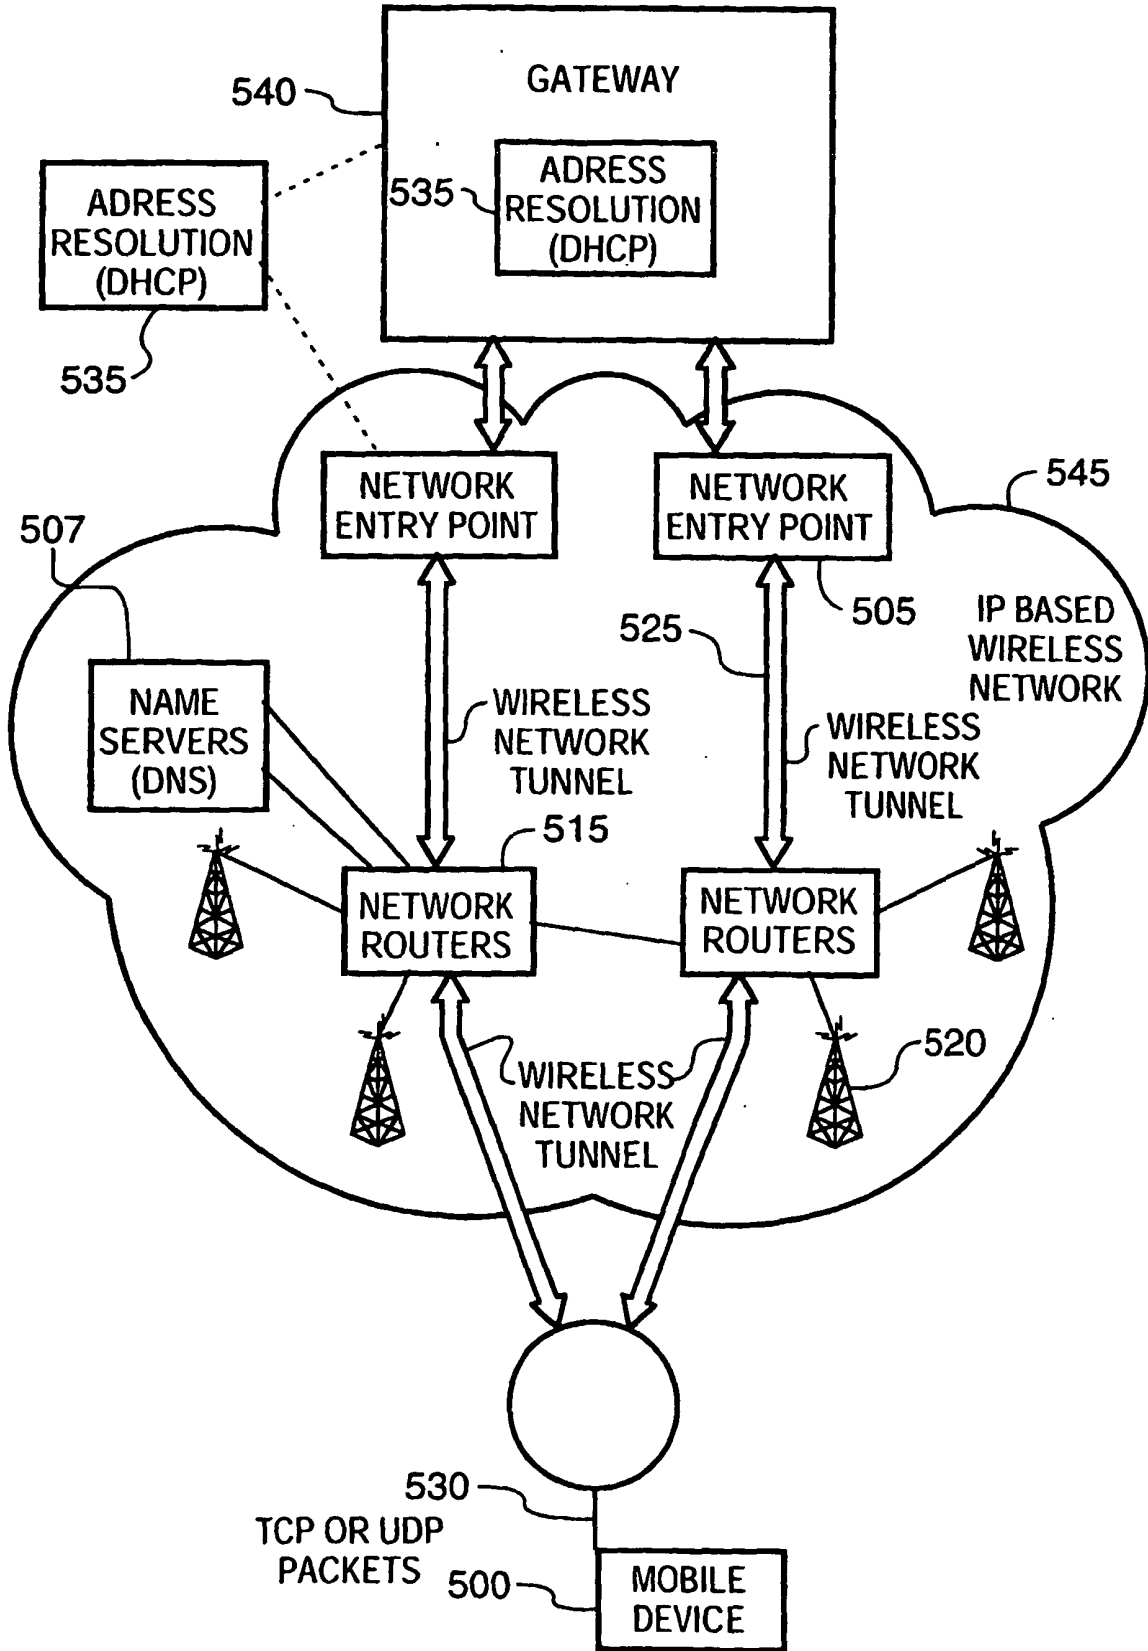 GATEWAY
540
ADRESS
RESOLUTION
(DHCP)
535
ADRESS
RESOLUTION
(DHCP)
535
NETWORK
ENTRY POINT
NETWORK
ENTRY POINT
545
507
505
525
IP BASED
WIRELESS
NETWORK
NAME
SERVERS
(DNS)
WIRELESS
NETWORK
TUNNEL
WIRELESS
NETWORK
TUNNEL
515
NETWORK
ROUTERS
NETWORK
ROUTERS
520
WIRELESS
NETWORK
TUNNEL
530
TCP OR UDP
PACKETS
500
MOBILE
DEVICE